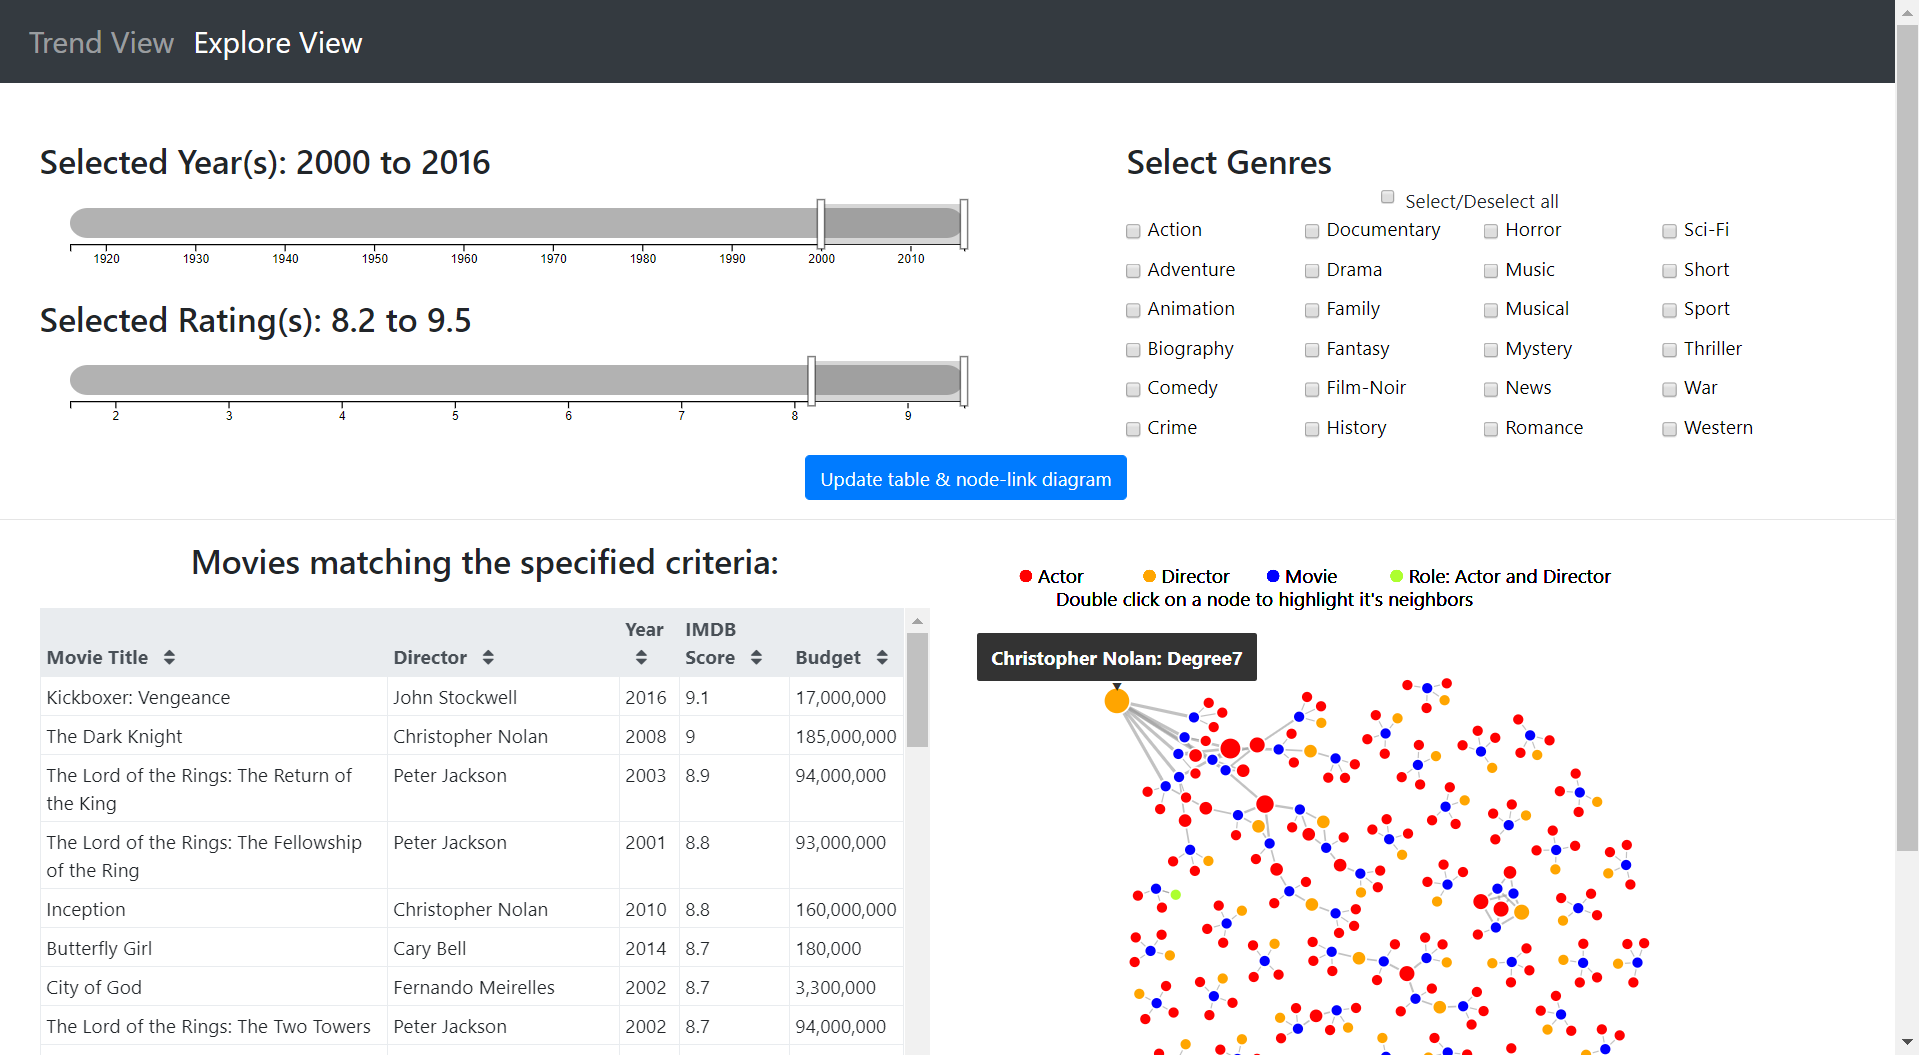 Trend View Explore View
Selected Year(s): 2000 to 2016
1920 1930 1940 1950 1960 1970 1980 1990 2000 2010
Selected Rating(s): 8.2 to 9.5
2 3 4 5 6 7 8 9
Select Genres
Select/Deselect all
Action Documentary Horror Sci-Fi
Adventure Drama Music Short
Animation Family Musical Sport
Biography Fantasy Mystery Thriller
Comedy Film-Noir News War
Crime History Romance Western
Update table & node-link diagram
Movies matching the specified criteria:
Movie Title Director Year IMDB Score Budget
Kickboxer: Vengeance John Stockwell 2016 9.1 17,000,000
The Dark Knight Christopher Nolan 2008 9 185,000,000
The Lord of the Rings: The Return of Peter Jackson 2003 8.9 94,000,000
the King
The Lord of the Rings: The Fellowship Peter Jackson 2001 8.8 93,000,000
of the Ring
Inception Christopher Nolan 2010 8.8 160,000,000
Butterfly Girl Cary Bell 2014 8.7 180,000
City of God Fernando Meirelles 2002 8.7 3,300,000
The Lord of the Rings: The Two Towers Peter Jackson 2002 8.7 94,000,000
Actor Director Movie Role: Actor and Director
Double click on a node to highlight it's neighbors
Christopher Nolan: Degree7